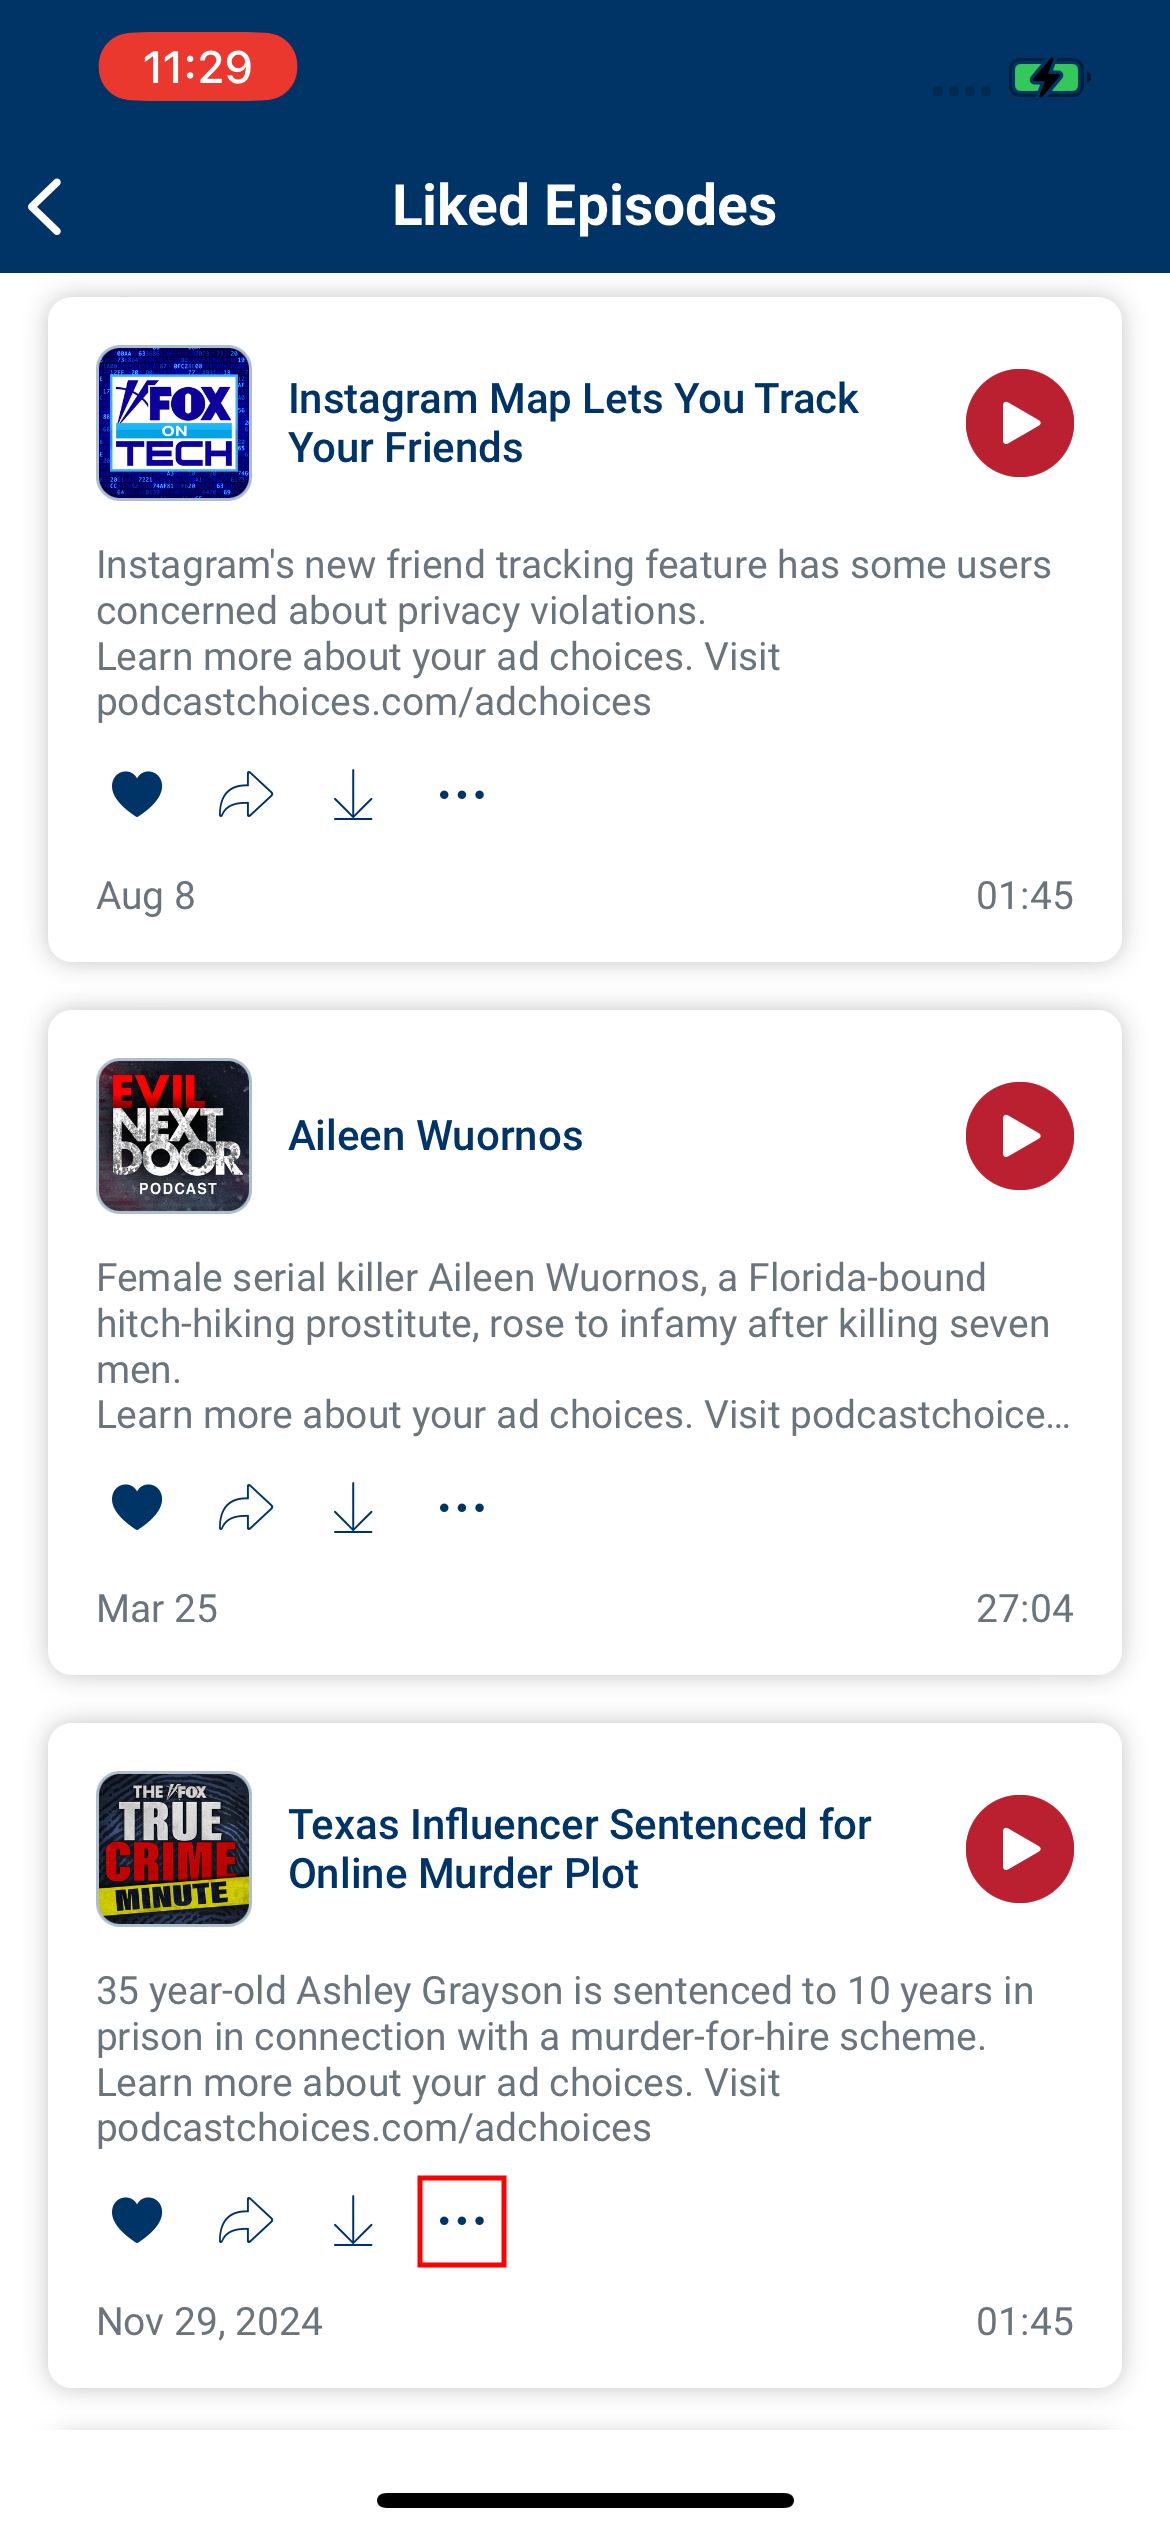 11:29
Liked Episodes
FOX
ON
TECH
Instagram Map Lets You Track
Your Friends
Instagram's new friend tracking feature has some users
concerned about privacy violations.
Learn more about your ad choices. Visit
podcastchoices.com/adchoices
Aug 8
01:45
EVIL
NEXT
DOOR
PODCAST
Aileen Wuornos
Female serial killer Aileen Wuornos, a Florida-bound
hitch-hiking prostitute, rose to infamy after killing seven
men.
Learn more about your ad choices. Visit podcastchoice...
Mar 25
27:04
THE FOX
TRUE
CRIME
MINUTE
Texas Influencer Sentenced for
Online Murder Plot
35 year-old Ashley Grayson is sentenced to 10 years in
prison in connection with a murder-for-hire scheme.
Learn more about your ad choices. Visit
podcastchoices.com/adchoices
Nov 29, 2024
01:45